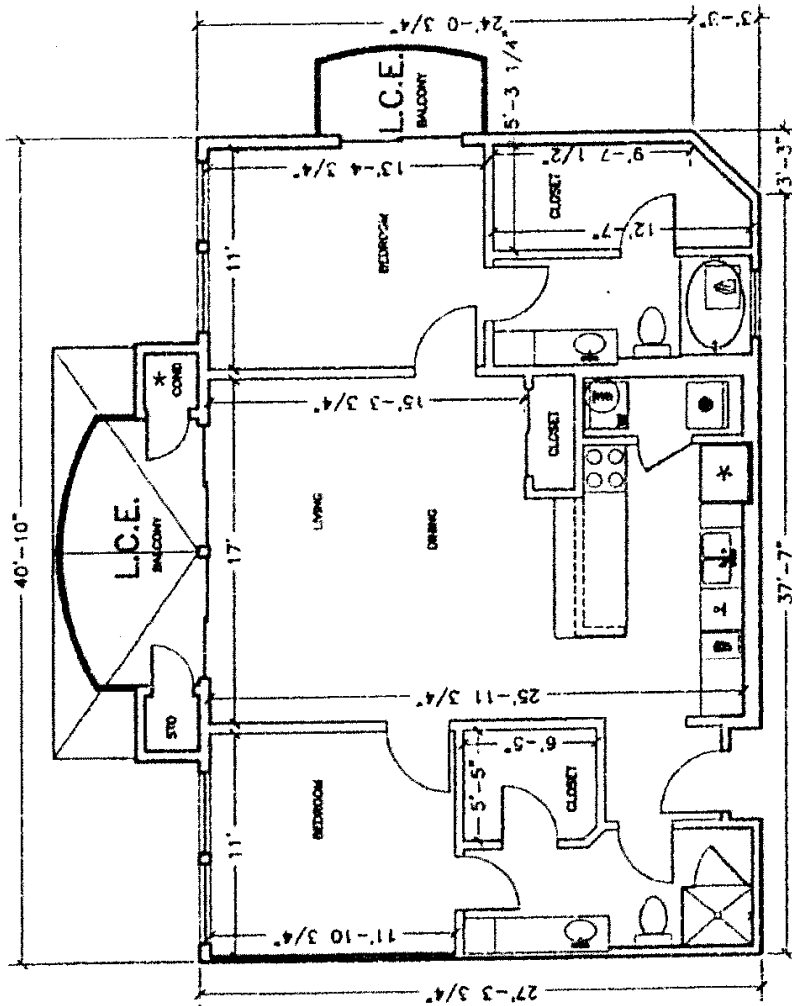 24'-0 3/4"
3'-3"
L.C.E.
BALCONY
5'-3 1/4"
40'-10"
13'-4 3/4"
9'-7 1/2"
3'-3"
CLOSET
12'-7"
11'
BEDROOM
COND
15'-3 3/4"
CLOSET
L.C.E.
BALCONY
17'
LIVING
DINING
37'-7"
25'-11 3/4"
STO
6'-5"
5'-5"
BEDROOM
CLOSET
11'
11'-10 3/4"
27'-3 3/4"